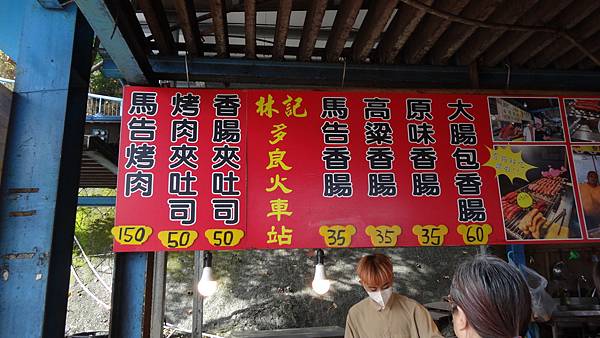 大腸包香腸
60
原味香腸
35
高粱香腸
35
馬告香腸
35
林記
多良火車站
香腸夾吐司
50
烤肉夾吐司
50
馬告烤肉
150